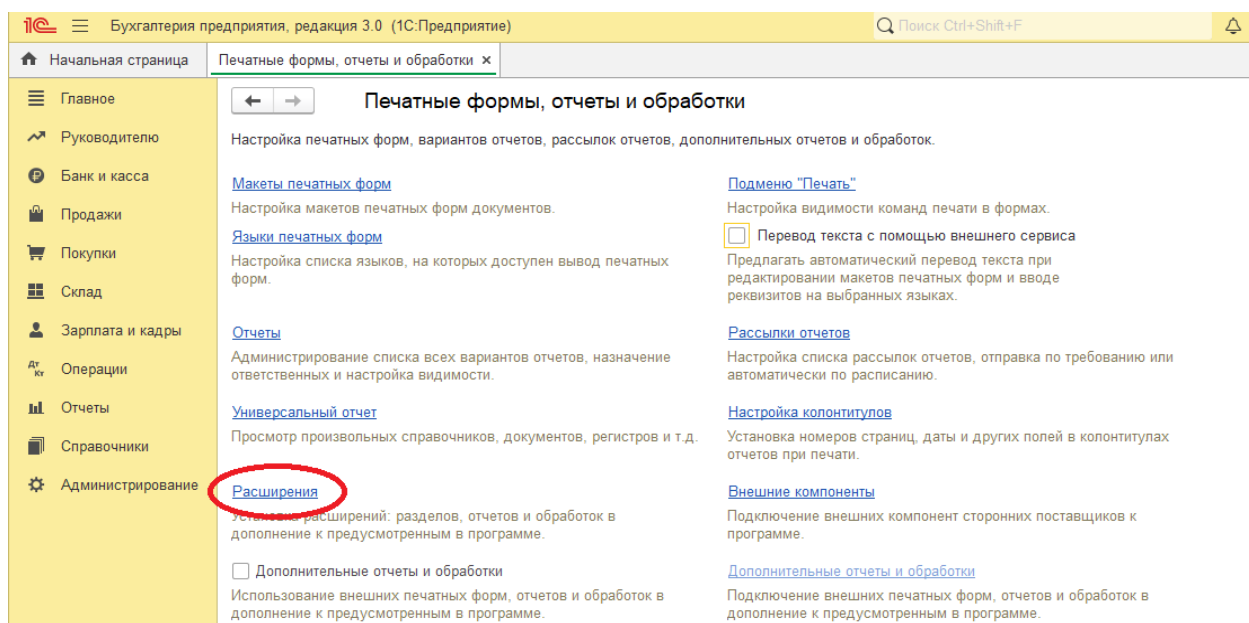 1С Бухгалтерия предприятия, редакция 3.0 (1С:Предприятие) Поиск Ctrl+Shift+F
Начальная страница Печатные формы, отчеты и обработки ×
Главное
Руководителю
Банк и касса
Продажи
Покупки
Склад
Зарплата и кадры
Дт Кт Операции
Отчеты
Справочники
Администрирование
Печатные формы, отчеты и обработки
Настройка печатных форм, вариантов отчетов, рассылок отчетов, дополнительных отчетов и обработок.
Макеты печатных форм
Настройка макетов печатных форм документов.
Языки печатных форм
Настройка списка языков, на которых доступен вывод печатных
форм.
Отчеты
Администрирование списка всех вариантов отчетов, назначение
ответственных и настройка видимости.
Универсальный отчет
Просмотр произвольных справочников, документов, регистров и т.д.
Расширения
Установка расширений: разделов, отчетов и обработок в
дополнение к предусмотренным в программе.
Дополнительные отчеты и обработки
Использование внешних печатных форм, отчетов и обработок в
дополнение к предусмотренным в программе.
Подменю "Печать"
Настройка видимости команд печати в формах.
Перевод текста с помощью внешнего сервиса
Предлагать автоматический перевод текста при
редактировании макетов печатных форм и вводе
реквизитов на выбранных языках.
Рассылки отчетов
Настройка списка рассылок отчетов, отправка по требованию или
автоматически по расписанию.
Настройка колонтитулов
Установка номеров страниц, даты и других полей в колонтитулах
отчетов при печати.
Внешние компоненты
Подключение внешних компонент сторонних поставщиков к
программе.
Дополнительные отчеты и обработки
Подключение внешних печатных форм, отчетов и обработок в
дополнение к предусмотренным в программе.